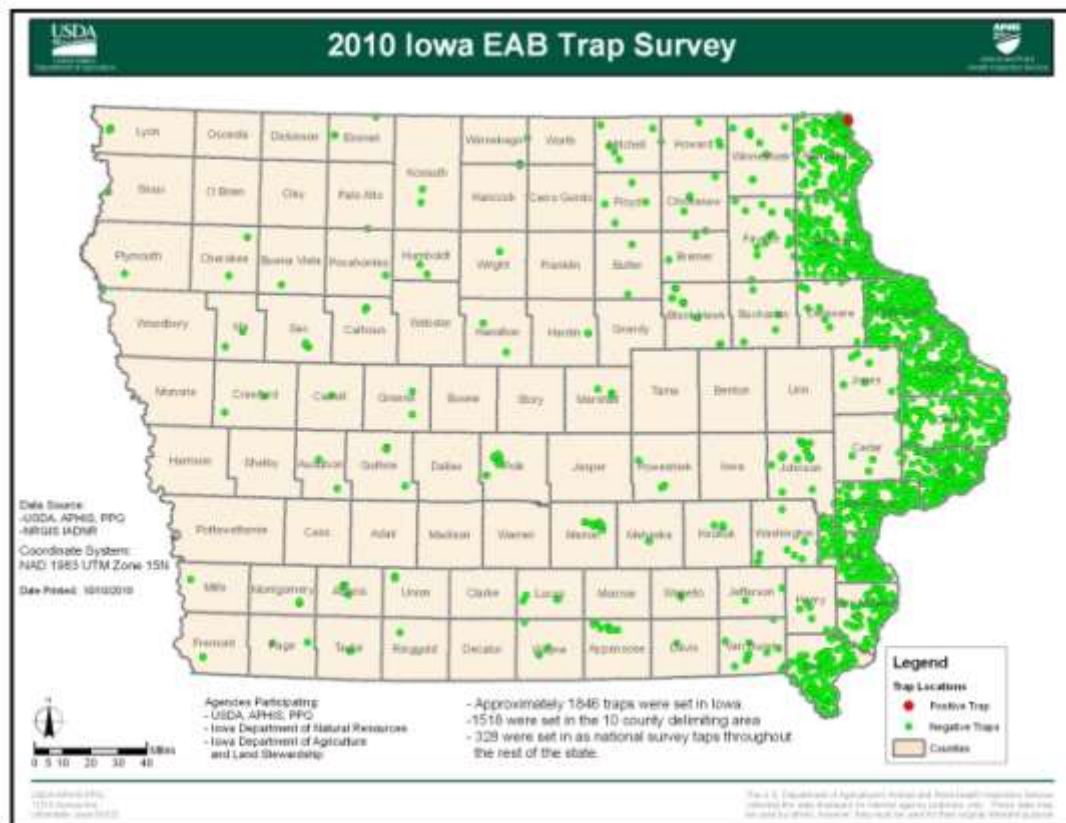 USDA
2010 Iowa EAB Trap Survey
APHIS
Lyon
Osceola
Dickinson
Emmet
Winnebago
Worth
Mitchell
Howard
Winneshiek
Kossuth
Sioux
O'Brien
Clay
Palo Alto
Hancock
Cerro Gordo
Floyd
Chickasaw
Fayette
Plymouth
Cherokee
Buena Vista
Pocahontas
Humboldt
Wright
Franklin
Butler
Bremer
Woodbury
Ida
Sac
Calhoun
Webster
Hamilton
Hardin
Grundy
Black Hawk
Buchanan
Delaware
Monona
Crawford
Carroll
Greene
Boone
Story
Marshall
Tama
Benton
Linn
Jones
Cedar
Harrison
Shelby
Audubon
Guthrie
Dallas
Polk
Jasper
Poweshiek
Iowa
Johnson
Pottawattamie
Cass
Adair
Madison
Warren
Marion
Mahaska
Keokuk
Washington
Mills
Montgomery
Adams
Union
Clarke
Lucas
Monroe
Wapello
Jefferson
Henry
Fremont
Page
Taylor
Ringgold
Decatur
Wayne
Appanoose
Davis
Van Buren
Data Source:
-USDA, APHIS, PPQ
-NRGIS IADNR
Coordinate System:
NAD 1983 UTM Zone 15N
Date Printed:
N
Miles
0 5 10 20 30 40
Agencies Participating:
- USDA, APHIS, PPQ
- Iowa Department of Natural Resources
- Iowa Department of Agriculture
and Land Stewardship
- Approximately 1846 traps were set in Iowa.
-1518 were set in the 10 county delimiting area
- 328 were set in as national survey taps throughout
the rest of the state.
Legend
Trap Locations
Positive Trap
Negative Traps
Counties